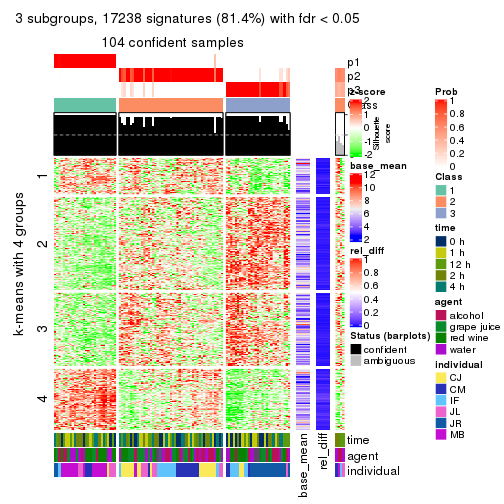 3 subgroups, 17238 signatures (81.4%) with fdr < 0.05
104 confident samples
p1
p2
p3
z-score
2
1
0
-1
-2
Class
Silhouette
score
k-means with 4 groups
1
2
3
4
base_mean
12
10
8
6
4
2
rel_diff
1
0.8
0.6
0.4
0.2
0
Status (barplots)
confident
ambiguous
time
agent
individual
base_mean
rel_diff
Prob
1
0.8
0.6
0.4
0.2
0
Class
1
2
3
time
0 h
1 h
12 h
2 h
4 h
agent
alcohol
grape juice
red wine
water
individual
CJ
CM
IF
JL
JR
MB